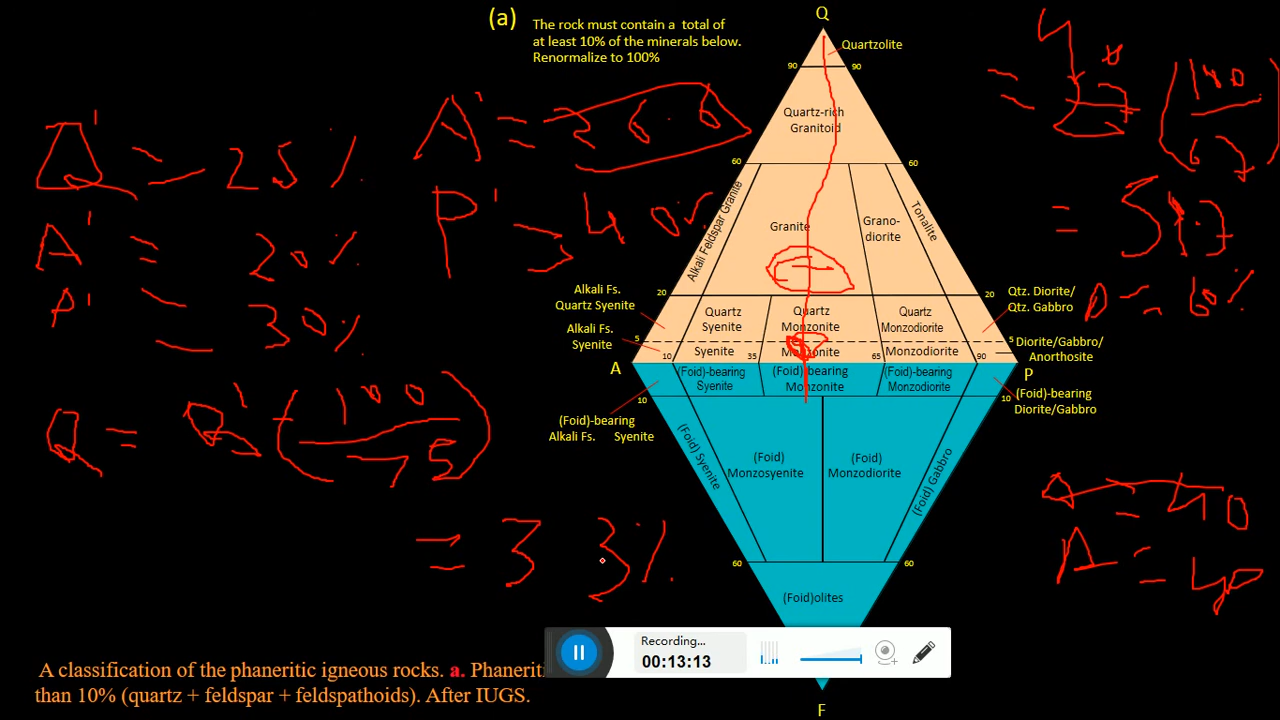 (a)
The rock must contain a total of
at least 10% of the minerals below.
Renormalize to 100%
Q
Quartzolite
90
90
Quartz-rich
Granitoid
60
60
Alkali Feldspar Granite
Granite
Grano-
diorite
Tonalite
20
20
Alkali Fs.
Quartz Syenite
Quartz
Syenite
Quartz
Monzonite
Quartz
Monzodiorite
Qtz. Diorite/
Qtz. Gabbro
Alkali Fs.
Syenite
5
5
Diorite/Gabbro/
Anorthosite
10
Syenite
35
Monzonite
65
Monzodiorite
90
A
P
(Foid)-bearing
Syenite
(Foid)-bearing
Monzonite
(Foid)-bearing
Monzodiorite
10
10
(Foid)-bearing
Alkali Fs. Syenite
(Foid)-bearing
Diorite/Gabbro
(Foid) Syenite
(Foid)
Monzosyenite
(Foid)
Monzodiorite
(Foid) Gabbro
60
60
(Foid)olites
F
Q' = 25%
A' = 20%
P' = 30%
A' = 26.6
P' = 40%
Q = Q' (100/75)
= 33%
Recording...
00:13:13
A classification of the phaneritic igneous rocks. a. Phaneriti
than 10% (quartz + feldspar + feldspathoids). After IUGS.